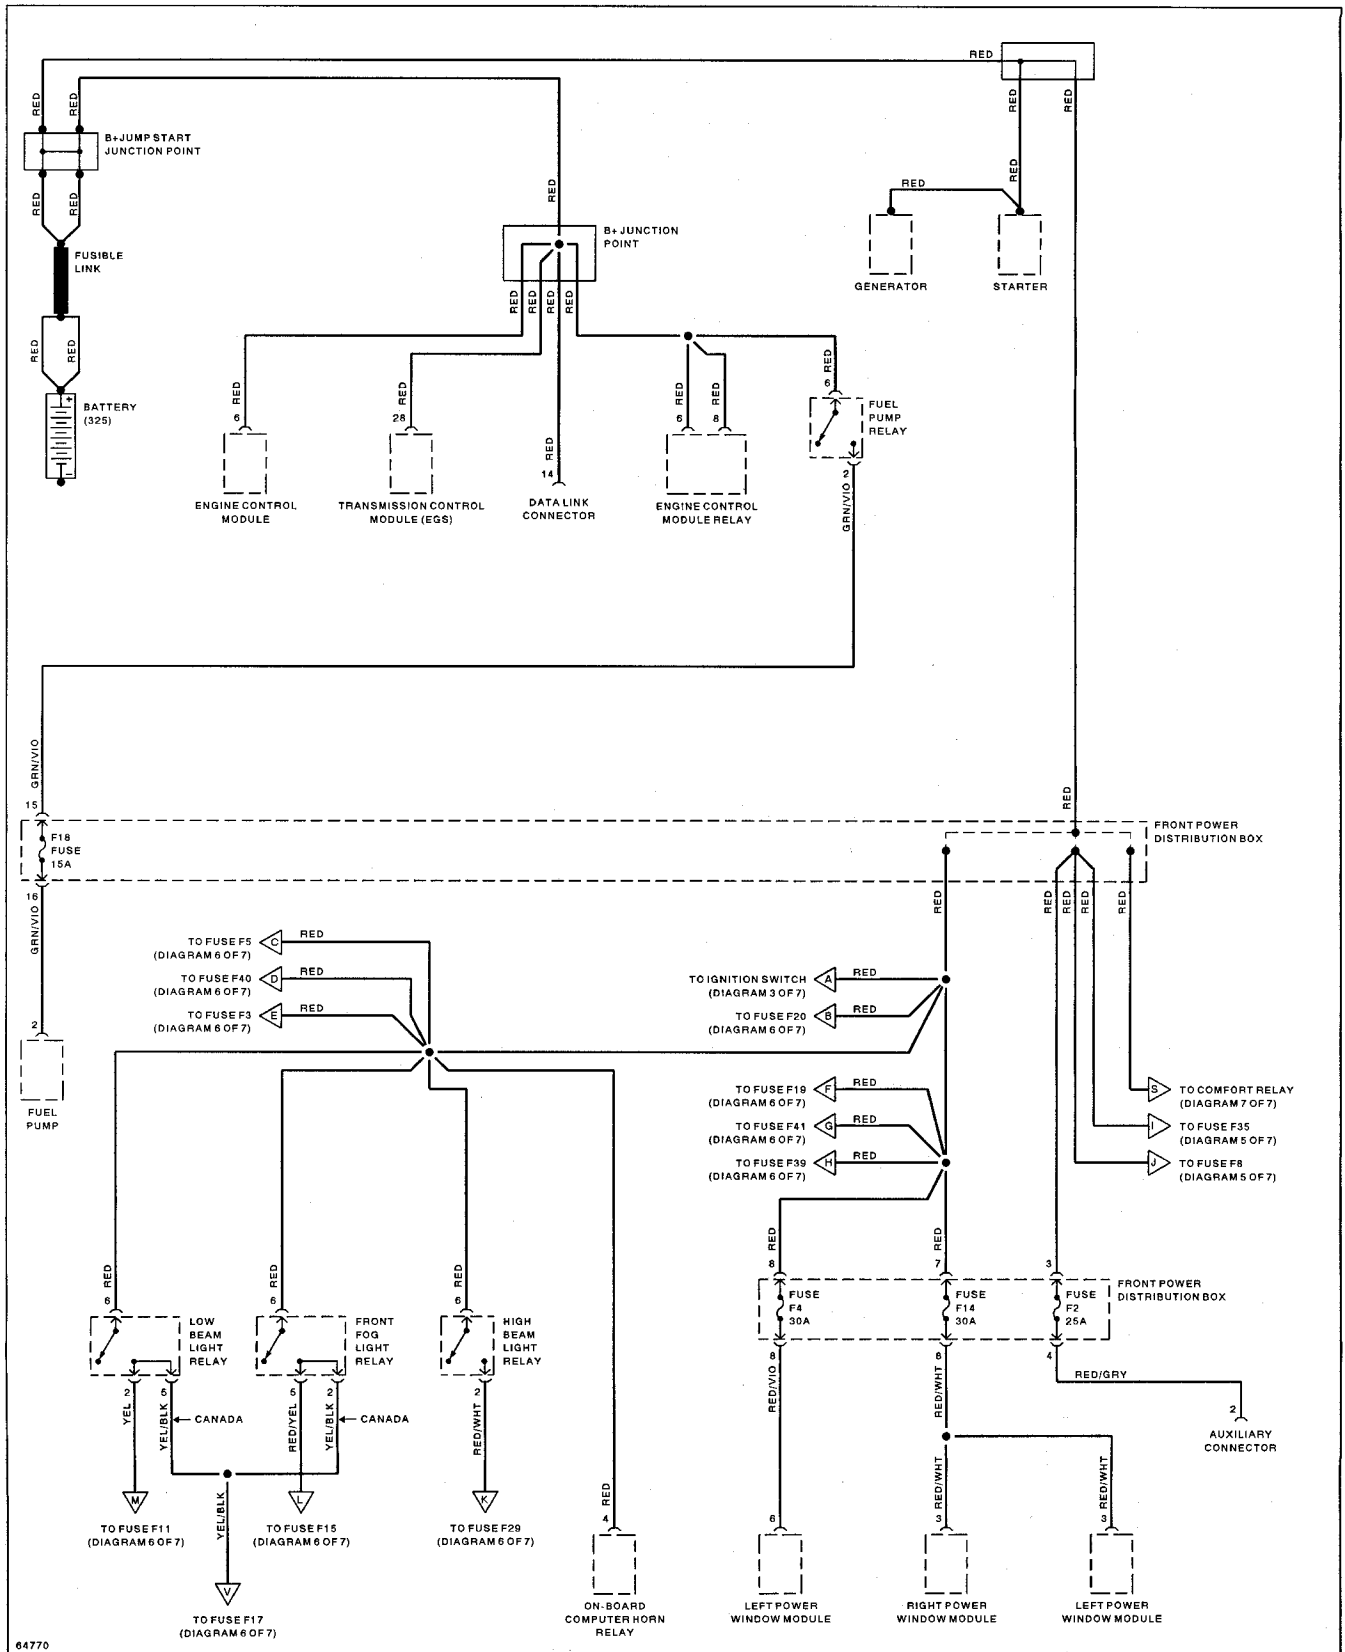 RED
RED
RED
B+JUMP START
JUNCTION POINT
RED
RED
RED
RED
RED
RED
RED
GENERATOR
STARTER
RED
B+ JUNCTION
POINT
FUSIBLE
LINK
RED
RED
RED
RED
RED
RED
BATTERY
(325)
+
−
RED
6
ENGINE CONTROL
MODULE
RED
28
TRANSMISSION CONTROL
MODULE (EGS)
RED
14
DATA LINK
CONNECTOR
RED
6
RED
8
ENGINE CONTROL
MODULE RELAY
RED
6
FUEL
PUMP
RELAY
2
GRN/VIO
GRN/VIO
15
F18
FUSE
15A
16
GRN/VIO
2
FUEL
PUMP
RED
FRONT POWER
DISTRIBUTION BOX
RED
RED
RED
RED
RED
TO FUSE F5
(DIAGRAM 6 OF 7)
C
RED
TO FUSE F40
(DIAGRAM 6 OF 7)
D
RED
TO FUSE F3
(DIAGRAM 6 OF 7)
E
RED
TO IGNITION SWITCH
(DIAGRAM 3 OF 7)
A
RED
TO FUSE F20
(DIAGRAM 6 OF 7)
B
RED
TO FUSE F19
(DIAGRAM 6 OF 7)
F
RED
TO FUSE F41
(DIAGRAM 6 OF 7)
G
RED
TO FUSE F39
(DIAGRAM 6 OF 7)
H
RED
S
TO COMFORT RELAY
(DIAGRAM 7 OF 7)
I
TO FUSE F35
(DIAGRAM 5 OF 7)
J
TO FUSE F8
(DIAGRAM 5 OF 7)
RED
6
LOW
BEAM
LIGHT
RELAY
RED
6
FRONT
FOG
LIGHT
RELAY
RED
6
HIGH
BEAM
LIGHT
RELAY
RED
8
RED
7
3
FUSE
F4
30A
FUSE
F14
30A
FUSE
F2
25A
FRONT POWER
DISTRIBUTION BOX
2
YEL
5
YEL/BLK
CANADA
5
RED/YEL
2
YEL/BLK
CANADA
2
RED/WHT
8
RED/VIO
8
RED/WHT
4
RED/GRY
2
AUXILIARY
CONNECTOR
M
TO FUSE F11
(DIAGRAM 6 OF 7)
YEL/BLK
L
TO FUSE F15
(DIAGRAM 6 OF 7)
K
TO FUSE F29
(DIAGRAM 6 OF 7)
V
TO FUSE F17
(DIAGRAM 6 OF 7)
RED
4
ON-BOARD
COMPUTER HORN
RELAY
6
LEFT POWER
WINDOW MODULE
RED/WHT
3
RIGHT POWER
WINDOW MODULE
RED/WHT
3
LEFT POWER
WINDOW MODULE
64770